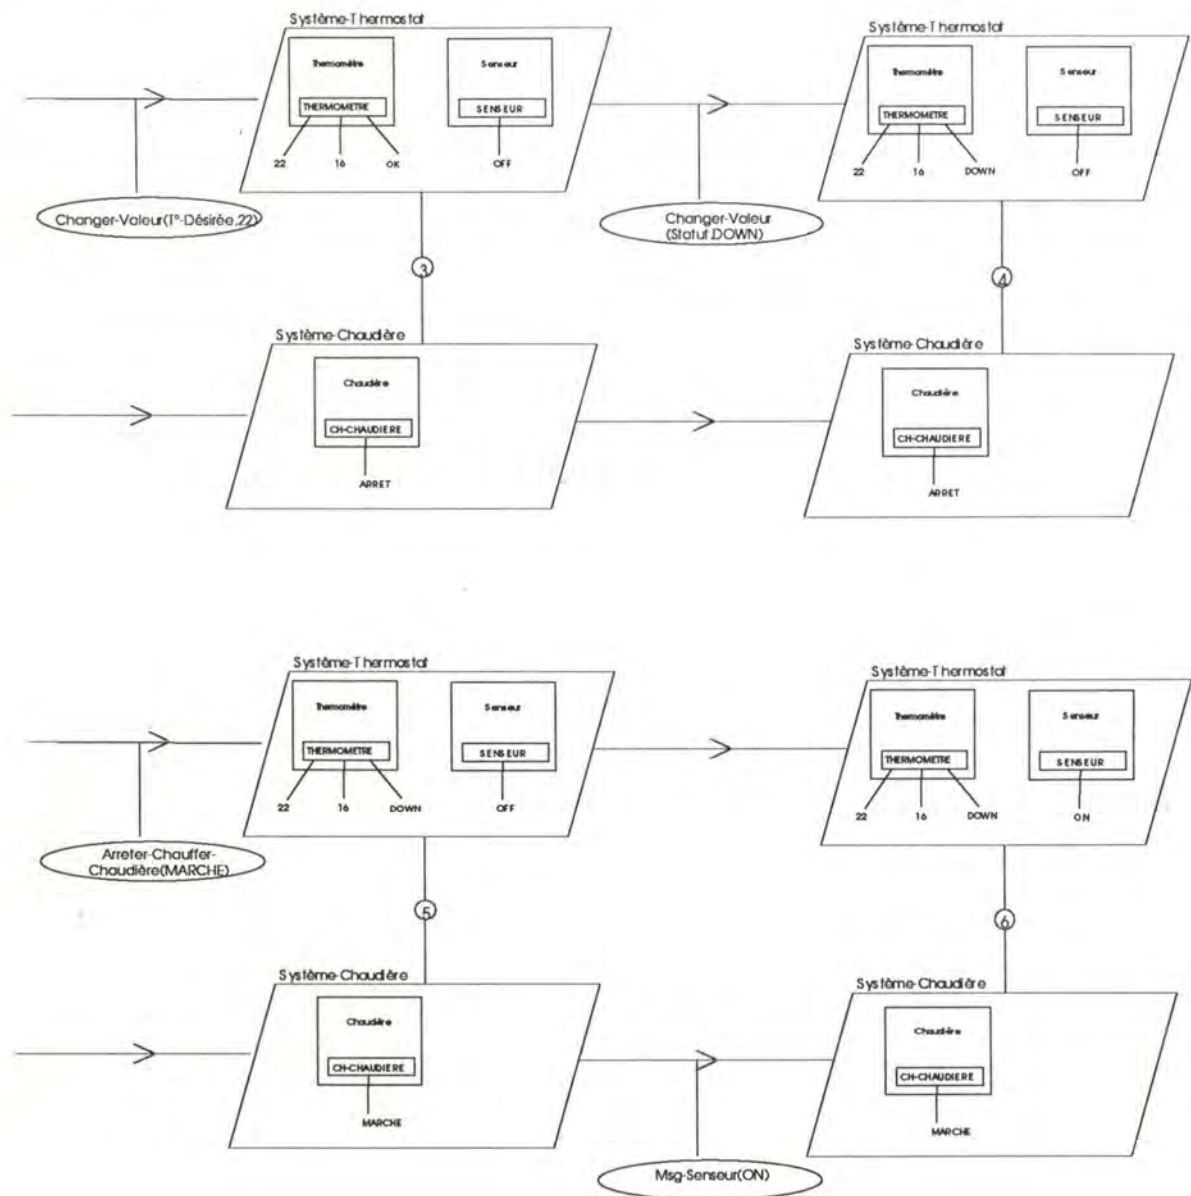 Système-Thermostat
Thermomètre
Senseur
THERMOMETRE
SENSEUR
22
16
OK
OFF
Changer-Valeur(T°-Désirée,22)
Système-Thermostat
Thermomètre
Senseur
THERMOMETRE
SENSEUR
22
16
DOWN
OFF
Changer-Valeur
(Statut,DOWN)
3
4
Système-Chaudière
Chaudière
CH-CHAUDIERE
ARRET
Système-Chaudière
Chaudière
CH-CHAUDIERE
ARRET
Système-Thermostat
Thermomètre
Senseur
THERMOMETRE
SENSEUR
22
16
DOWN
OFF
Arreter-Chauffer-
Chaudière(MARCHE)
Système-Thermostat
Thermomètre
Senseur
THERMOMETRE
SENSEUR
22
16
DOWN
ON
5
6
Système-Chaudière
Chaudière
CH-CHAUDIERE
MARCHE
Système-Chaudière
Chaudière
CH-CHAUDIERE
MARCHE
Msg-Senseur(ON)